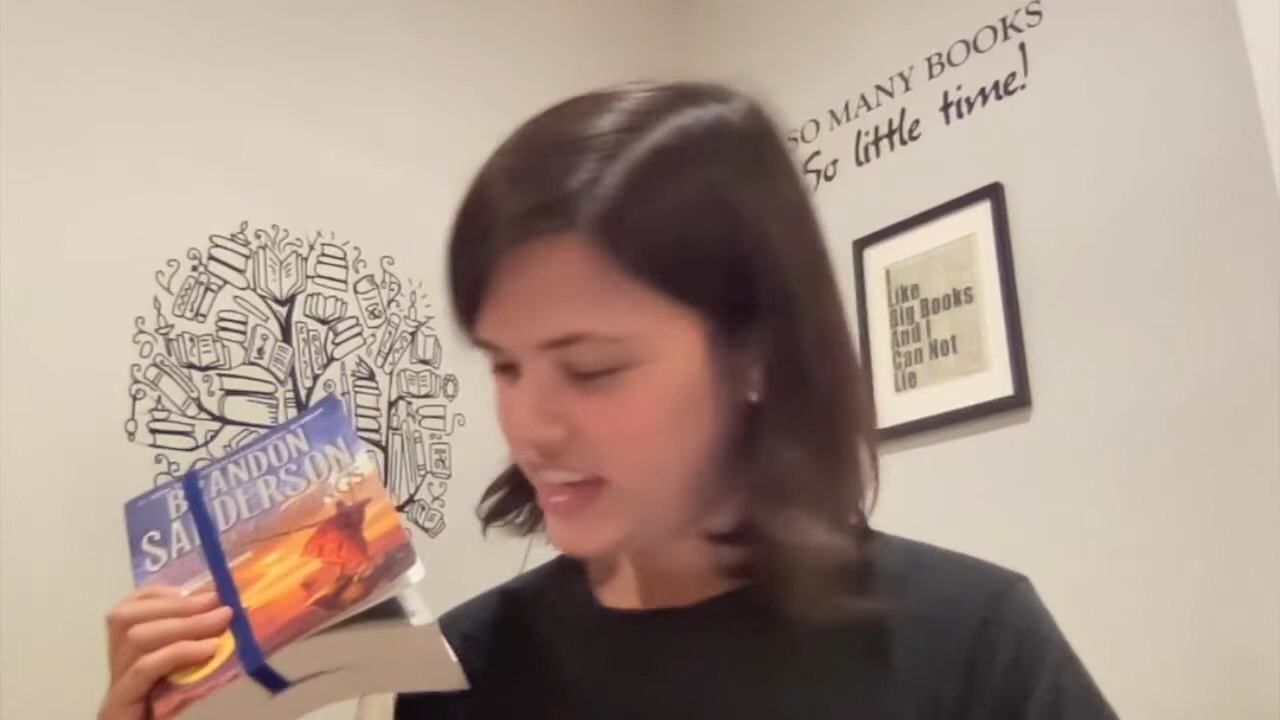 SO MANY BOOKS
So little time!
I Like
Big Books
And I
Can Not
Lie
BRANDON
SANDERSON